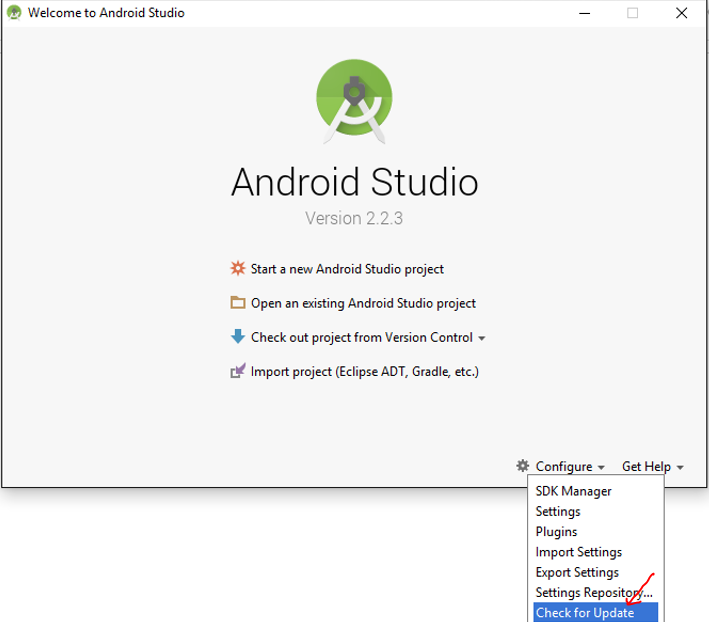 Welcome to Android Studio
Android Studio
Version 2.2.3
Start a new Android Studio project
Open an existing Android Studio project
Check out project from Version Control
Import project (Eclipse ADT, Gradle, etc.)
Configure Get Help
SDK Manager
Settings
Plugins
Import Settings
Export Settings
Settings Repository...
Check for Update